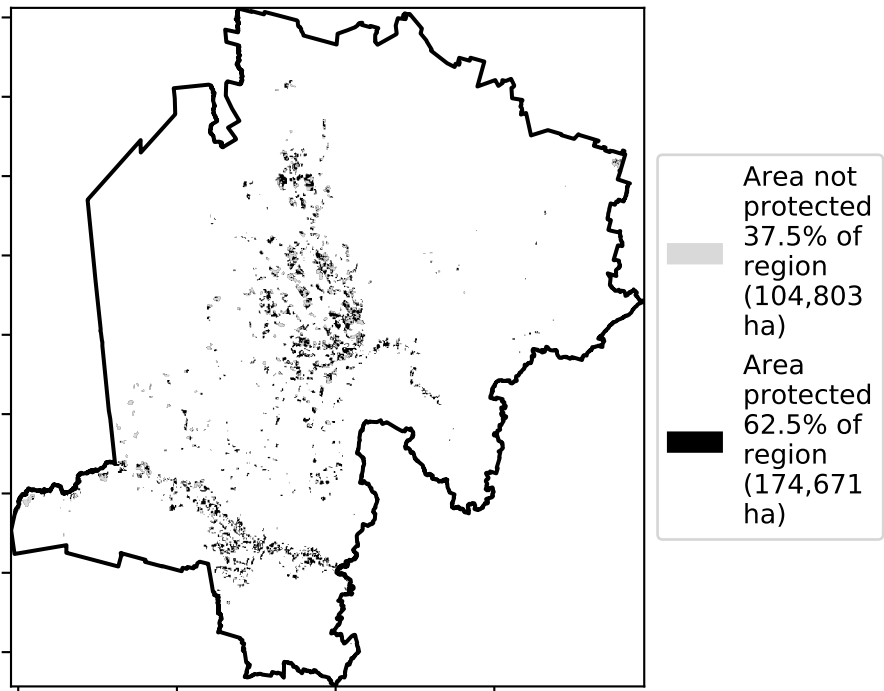 Area not
protected
37.5% of
region
(104,803
ha)
Area
protected
62.5% of
region
(174,671
ha)